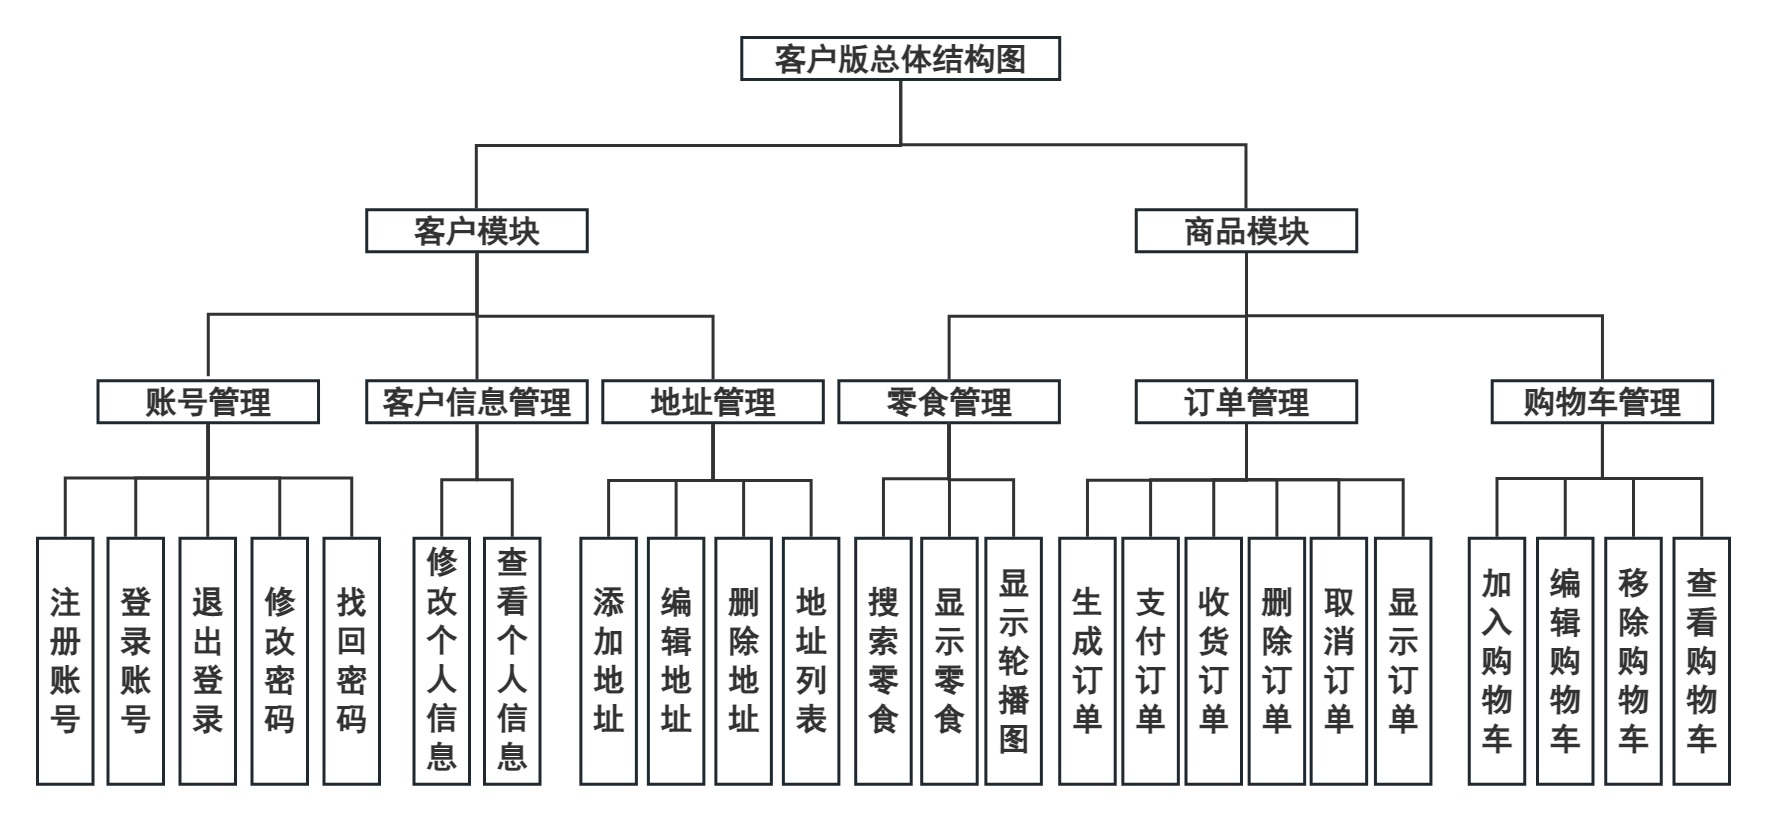 客户版总体结构图
客户模块
商品模块
账号管理
客户信息管理
地址管理
零食管理
订单管理
购物车管理
注册账号
登录账号
退出登录
修改密码
找回密码
修改个人信息
查看个人信息
添加地址
编辑地址
删除地址
地址列表
搜索零食
显示零食
显示轮播图
生成订单
支付订单
收货订单
删除订单
取消订单
显示订单
加入购物车
编辑购物车
移除购物车
查看购物车